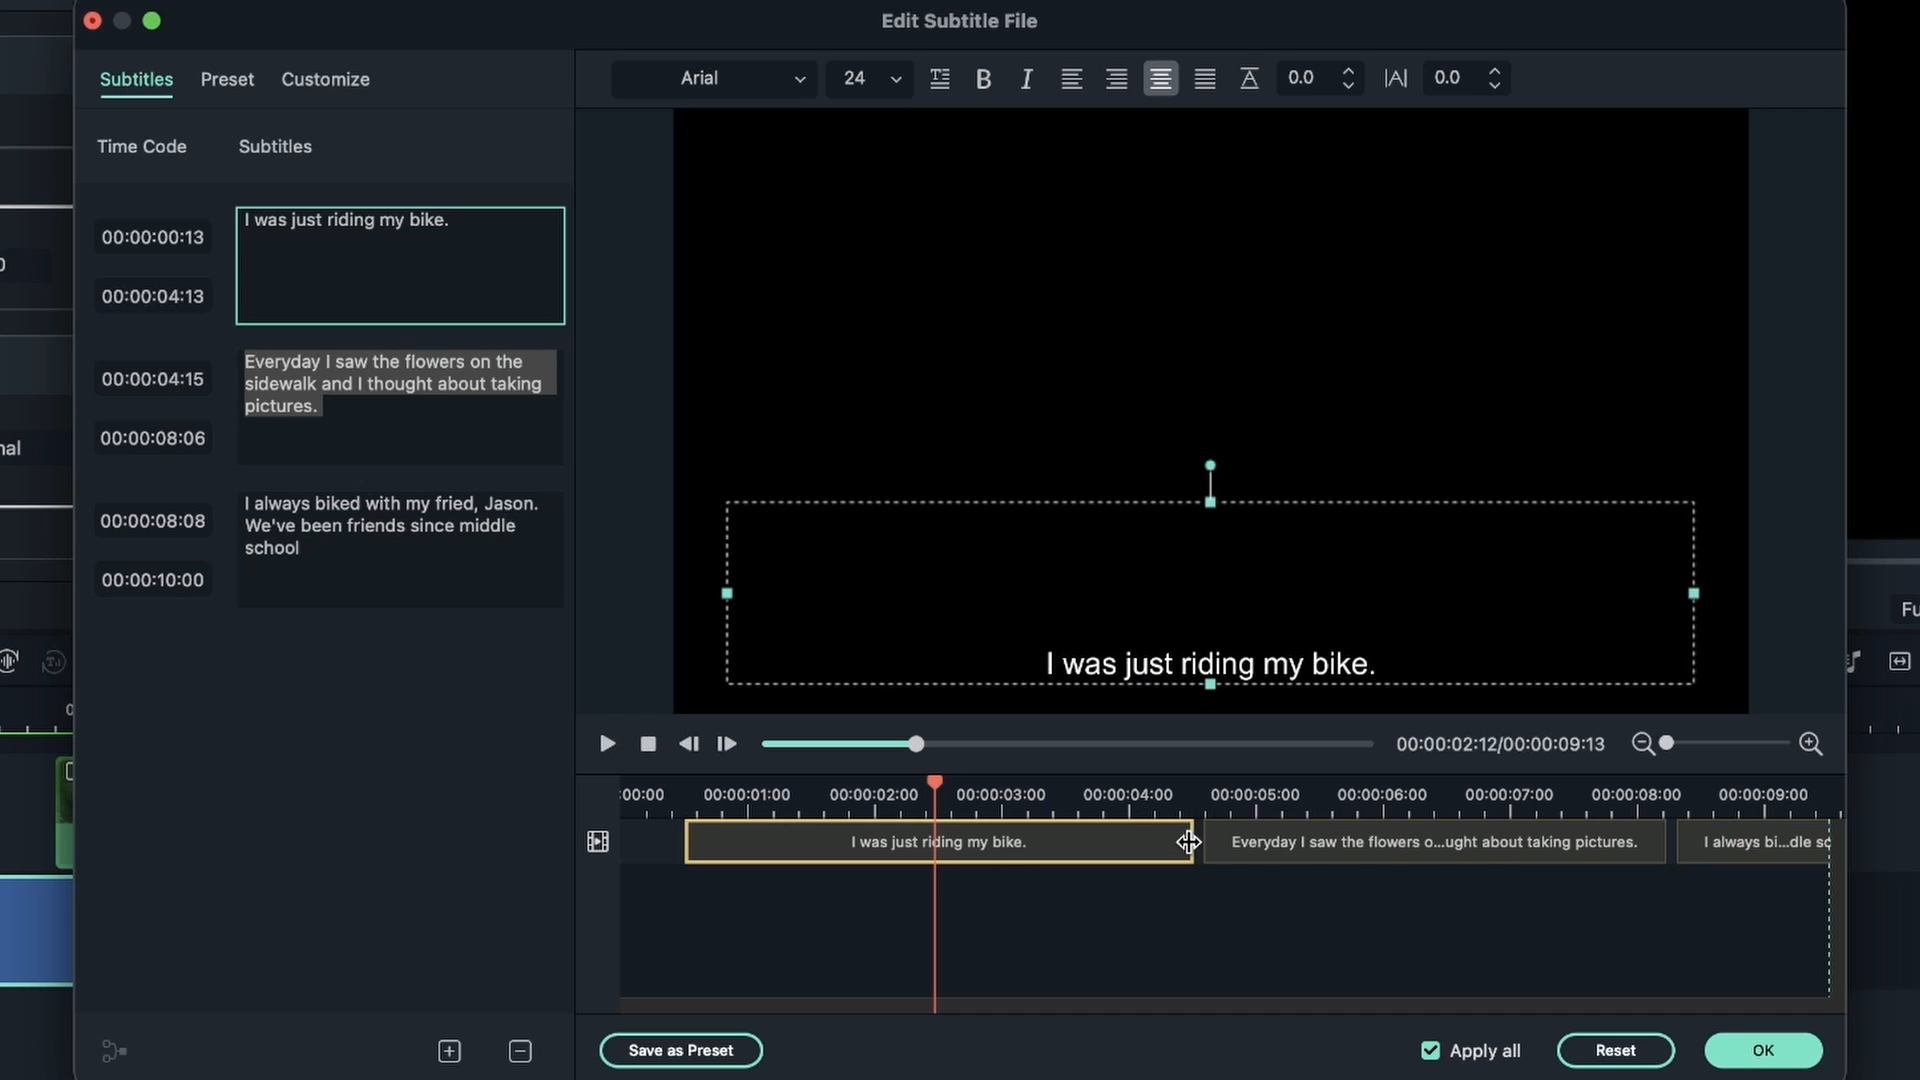 Edit Subtitle File
Subtitles Preset Customize
Arial 24 0.0 0.0
Time Code Subtitles
00:00:00:13
00:00:04:13
I was just riding my bike.
00:00:04:15
00:00:08:06
Everyday I saw the flowers on the
sidewalk and I thought about taking
pictures.
00:00:08:08
00:00:10:00
I always biked with my fried, Jason.
We've been friends since middle
school
I was just riding my bike.
00:00:02:12/00:00:09:13
:00:00 00:00:01:00 00:00:02:00 00:00:03:00 00:00:04:00 00:00:05:00 00:00:06:00 00:00:07:00 00:00:08:00 00:00:09:00
I was just riding my bike. Everyday I saw the flowers o...ught about taking pictures. I always bi...dle sc
Save as Preset Apply all Reset OK
nal
Fu